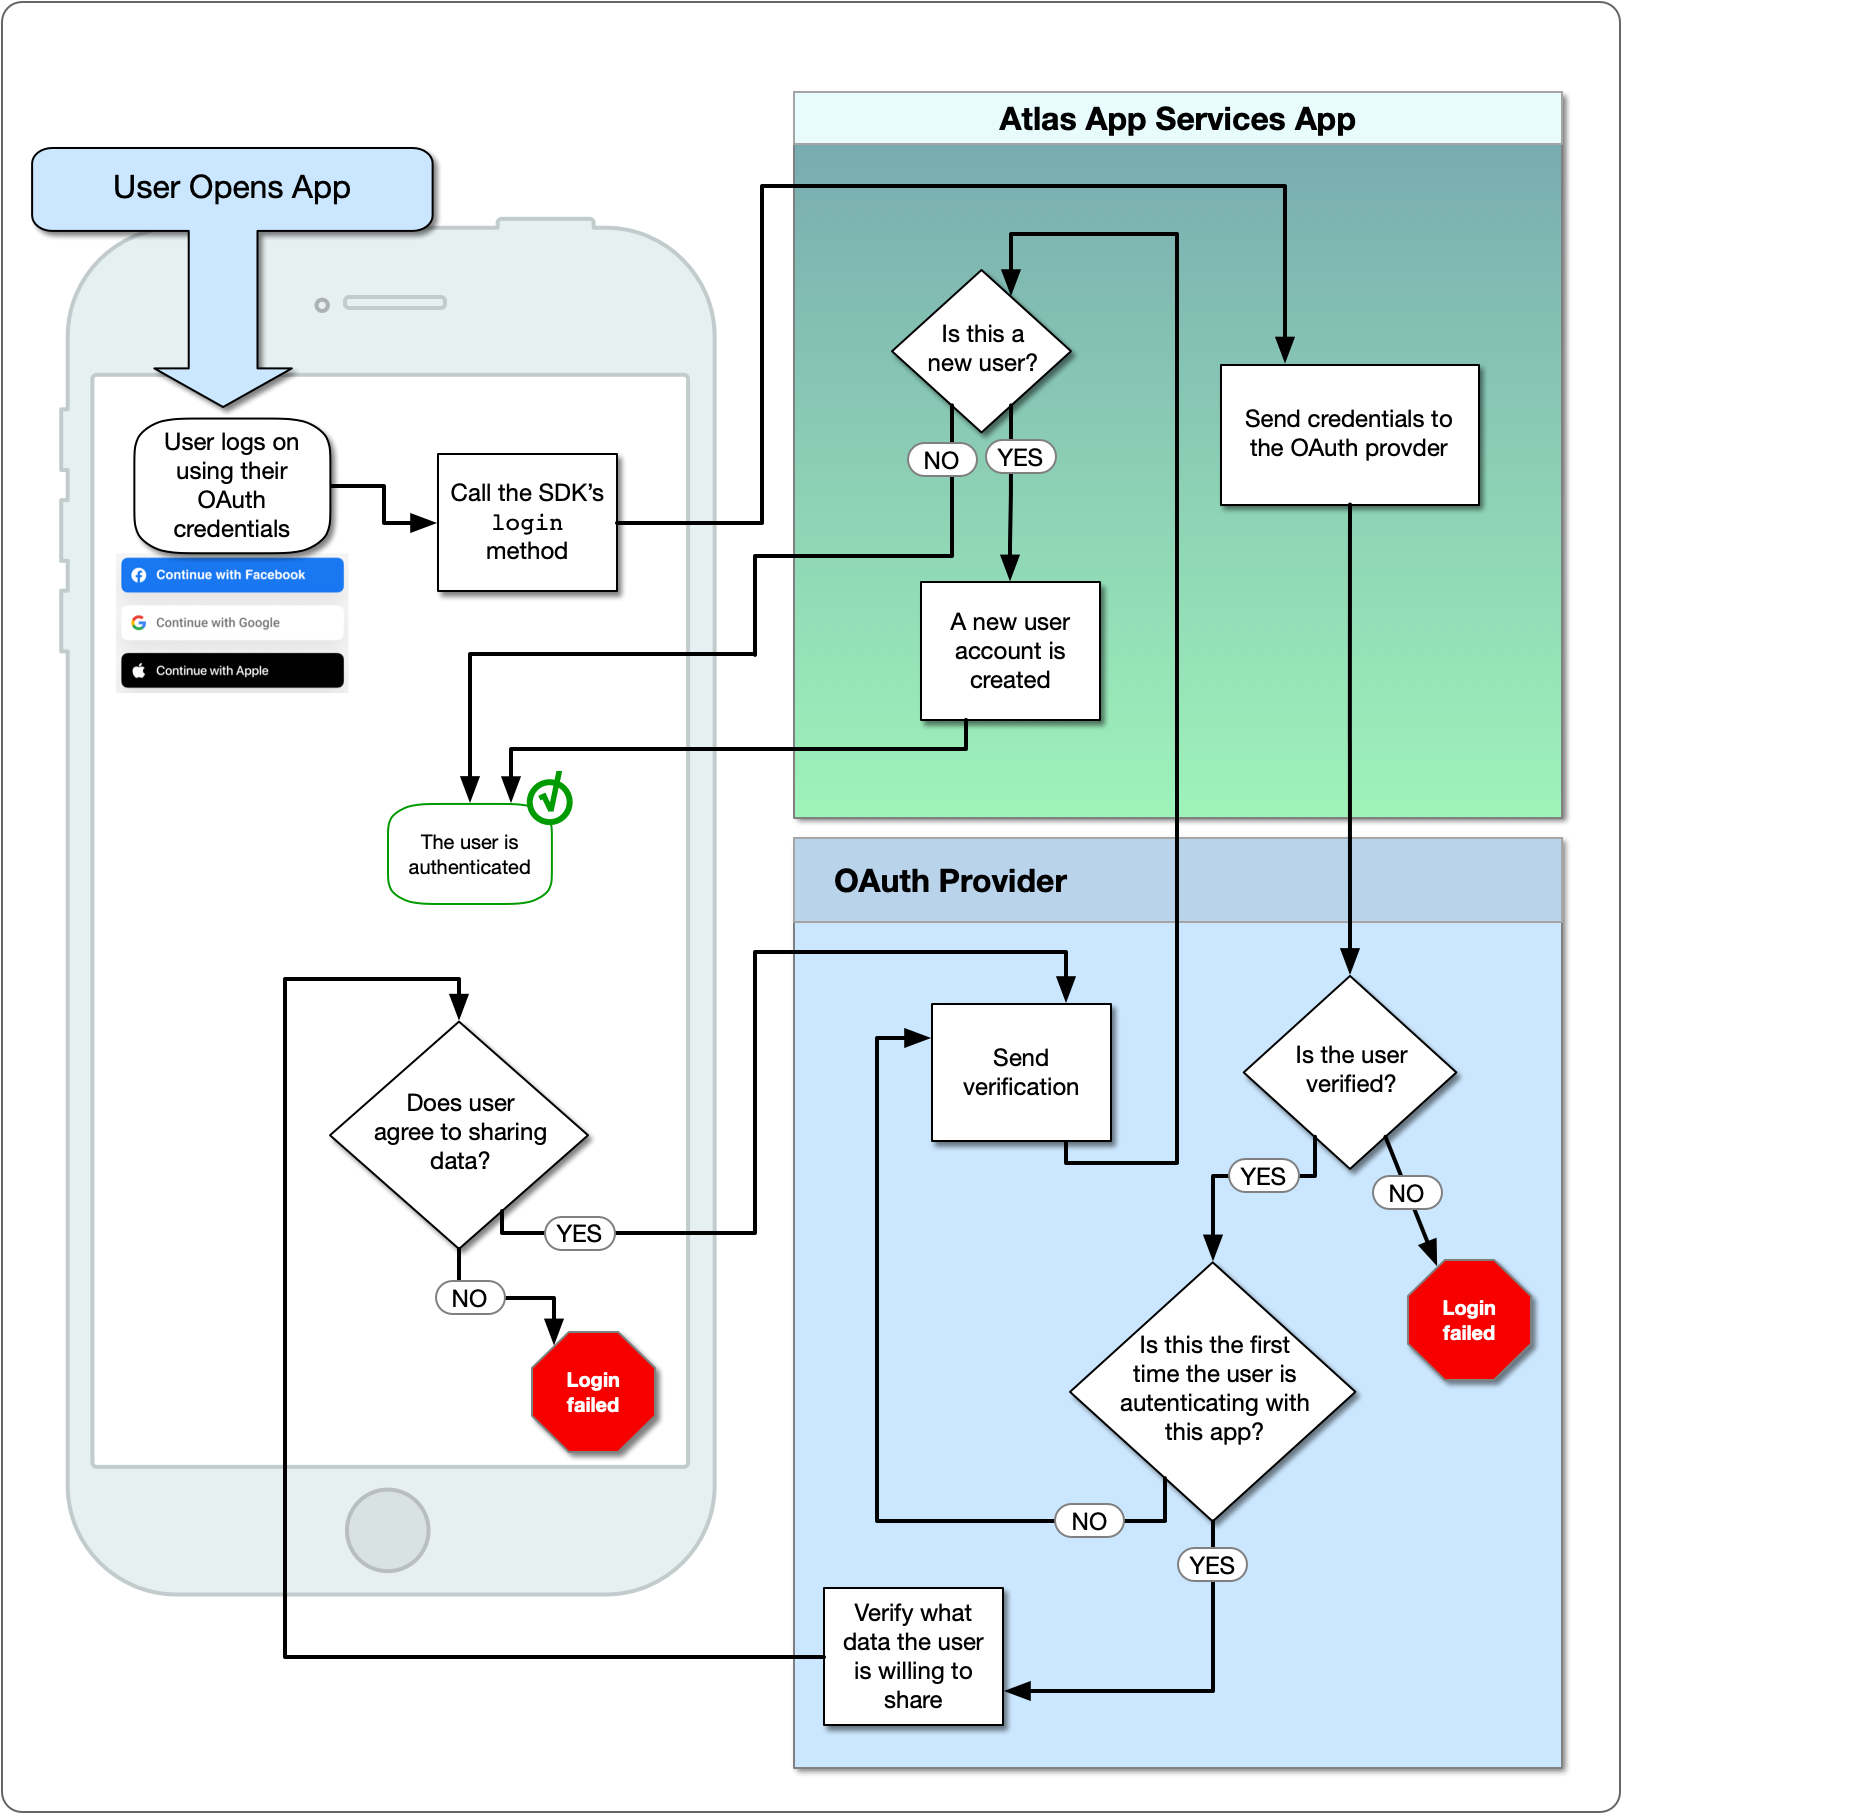 Atlas App Services App
User Opens App
Is this a
new user?
Send credentials to
the OAuth provder
User logs on
using their
OAuth
credentials
Call the SDK’s
login
method
NO
YES
Continue with Facebook
Continue with Google
Continue with Apple
A new user
account is
created
The user is
authenticated
OAuth Provider
Send
verification
Is the user
verified?
Does user
agree to sharing
data?
YES
NO
YES
NO
Login
failed
Login
failed
Is this the first
time the user is
autenticating with
this app?
NO
YES
Verify what
data the user
is willing to
share